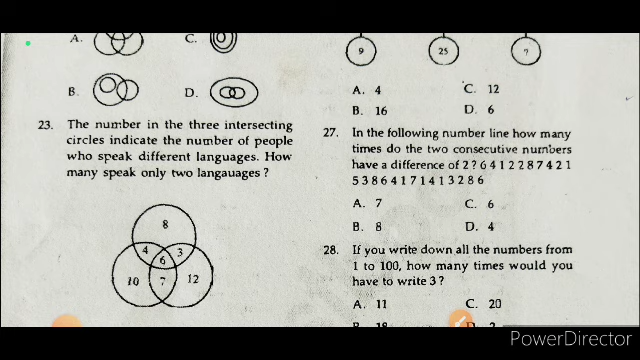 A.
C.
B.
D.
23. The number in the three intersecting
circles indicate the number of people
who speak different languages. How
many speak only two langauages ?
8
4
3
6
10
7
12
9
25
?
A. 4
C. 12
B. 16
D. 6
27. In the following number line how many
times do the two consecutive numbers
have a difference of 2 ? 6 4 1 2 2 8 7 4 2 1
5 3 8 6 4 1 7 1 4 1 3 2 8 6
A. 7
C. 6
B. 8
D. 4
28. If you write down all the numbers from
1 to 100, how many times would you
have to write 3 ?
A. 11
C. 20
PowerDirector